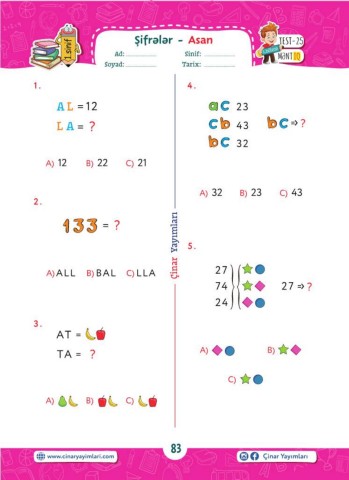 Şifrələr - Asan
1.sinif
Ad:
Sinif:
Soyad:
Tarix:
TEST-25
MƏNTİQ
1.
AL = 12
LA = ?
A) 12 B) 22 C) 21
2.
133 = ?
A) ALL B) BAL C) LLA
3.
AT =
TA = ?
A) B) C)
Çinar Yayımları
4.
ac 23
cb 43
bc 32
bc ⇒ ?
A) 32 B) 23 C) 43
5.
27
74
24
27 ⇒ ?
A) B)
C)
www.cinaryayimlari.com
83
Çinar Yayımları